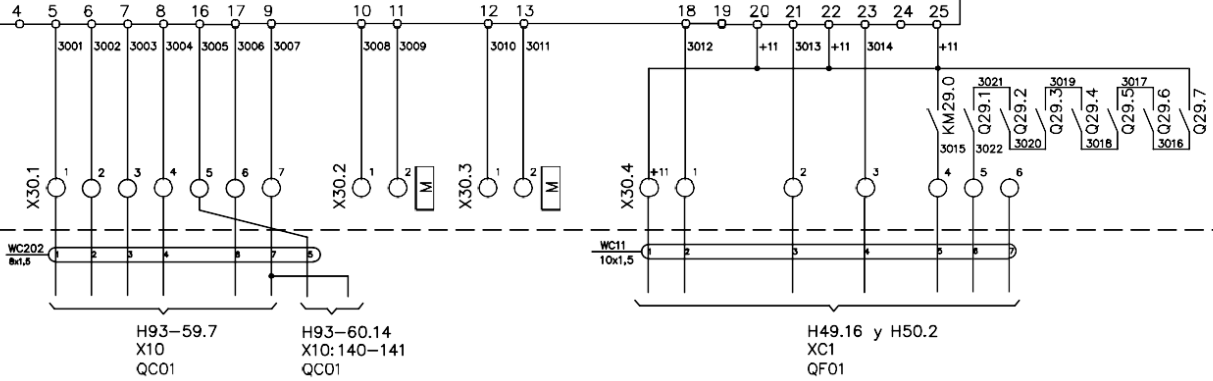 4 5 6 7 8 16 17 9 10 11 12 13 18 19 20 21 22 23 24 25
3001 3002 3003 3004 3005 3006 3007 3008 3009 3010 3011 3012 +11 3013 +11 3014 +11
3021 3019 3017
KM29.0 Q29.1 Q29.2 Q29.3 Q29.4 Q29.5 Q29.6 Q29.7
3015 3022 3020 3018 3016
X30.1 1 2 3 4 5 6 7
X30.2 1 2 M
X30.3 1 2 M
X30.4 +11 1 2 3 4 5 6
WC202 1 2 3 4 6 7 5
8x1,5
WC11 1 2 3 4 5 6 7
10x1,5
H93-59.7
X10
QC01
H93-60.14
X10:140-141
QC01
H49.16 y H50.2
XC1
QF01